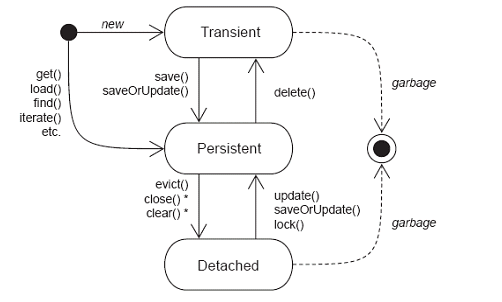 new
Transient
get()
load()
find()
iterate()
etc.
save()
saveOrUpdate()
delete()
garbage
Persistent
evict()
close() *
clear() *
update()
saveOrUpdate()
lock()
garbage
Detached